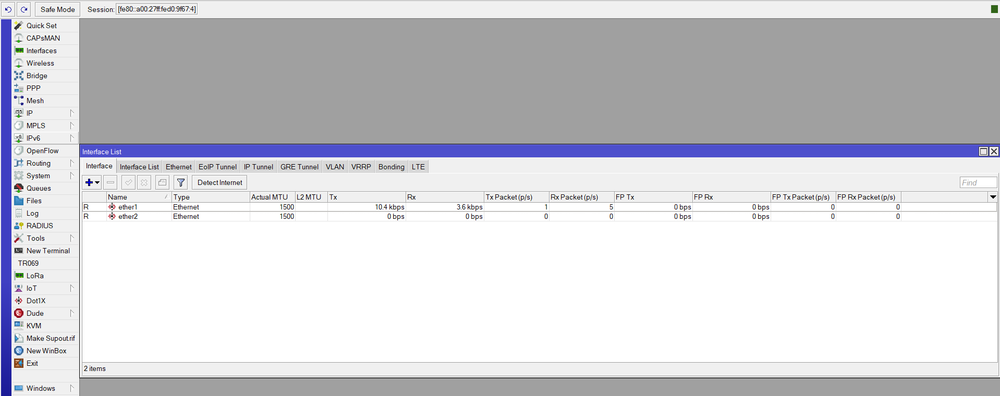 Safe Mode Session: [fe80::a00:27ff:fed0:9f67:4]
Quick Set
CAPsMAN
Interfaces
Wireless
Bridge
PPP
Mesh
255 IP
MPLS
v6 IPv6
OpenFlow
Routing
System
Queues
Files
Log
RADIUS
Tools
New Terminal
TR069
LoRa
IoT
Dot1X
Dude
KVM
Make Supout.rif
New WinBox
Exit
Windows
Interface List
Interface Interface List Ethernet EoIP Tunnel IP Tunnel GRE Tunnel VLAN VRRP Bonding LTE
Detect Internet Find
Name Type Actual MTU L2 MTU Tx Rx Tx Packet (p/s) Rx Packet (p/s) FP Tx FP Rx FP Tx Packet (p/s) FP Rx Packet (p/s)
R ether1 Ethernet 1500 10.4 kbps 3.6 kbps 1 5 0 bps 0 bps 0 0
R ether2 Ethernet 1500 0 bps 0 bps 0 0 0 bps 0 bps 0 0
2 items